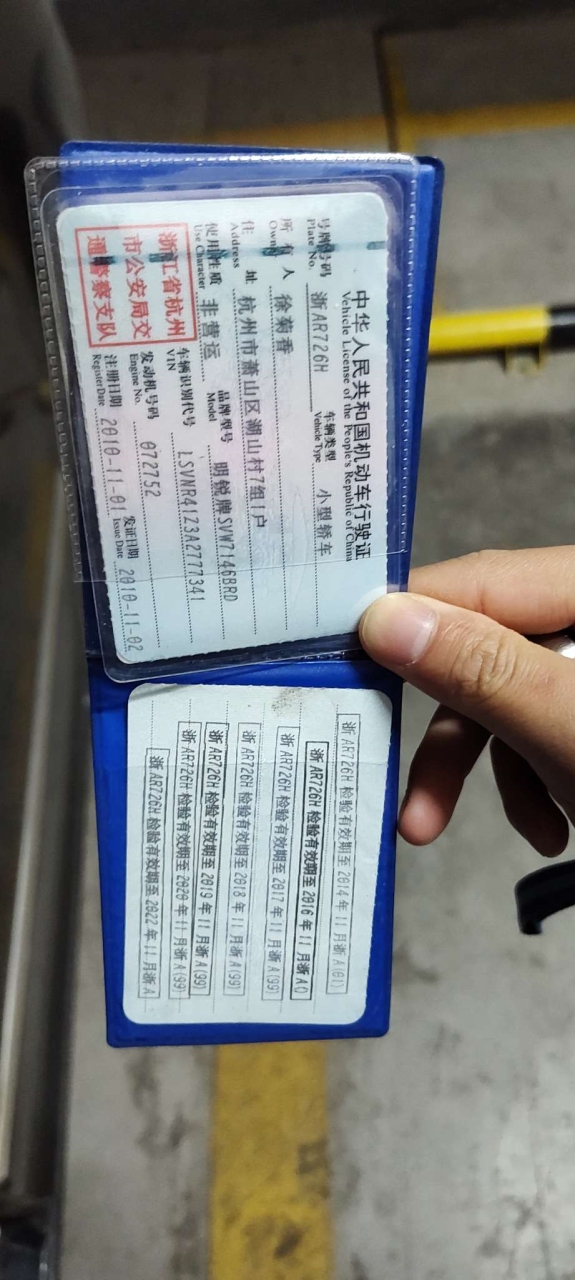 中华人民共和国机动车行驶证
Vehicle License of the People's Republic of China
号牌号码 浙AR726H 车辆类型 小型轿车
Plate No. Vehicle Type
所有人 徐菊香
Owner
住址 杭州市萧山区湖山村7组1户
Address
使用性质 非营运 品牌型号 明锐牌SVW7146BRD
Use Character Model
浙江省杭州
市公安局交
通警察支队
车辆识别代号 LSVNR41Z3A2777341
VIN
发动机号码 072752
Engine No.
注册日期 2010-11-01 发证日期 2010-11-02
Register Date Issue Date
浙AR726H检验有效期至2014年11月浙A(01)
浙AR726H检验有效期至2016年11月浙A()
浙AR726H检验有效期至2017年11月浙A(99)
浙AR726H检验有效期至2018年11月浙A(99)
浙AR726H检验有效期至2019年11月浙A(99)
浙AR726H检验有效期至2020年11月浙A(99)
浙AR726H检验有效期至2022年11月浙A